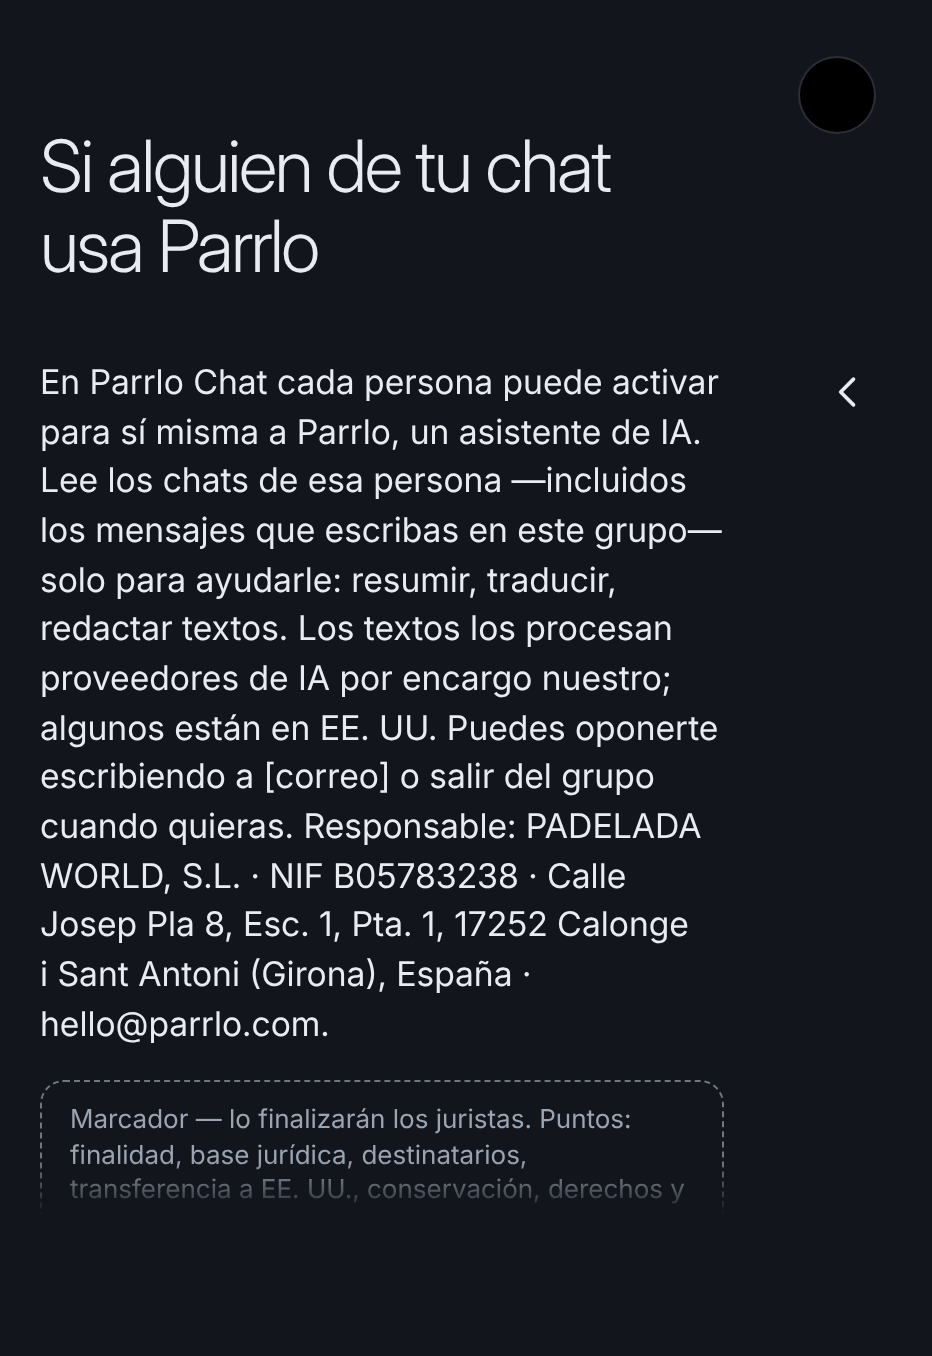 Si alguien de tu chat
usa Parrlo
En Parrlo Chat cada persona puede activar
para sí misma a Parrlo, un asistente de IA.
Lee los chats de esa persona —incluidos
los mensajes que escribas en este grupo—
solo para ayudarle: resumir, traducir,
redactar textos. Los textos los procesan
proveedores de IA por encargo nuestro;
algunos están en EE. UU. Puedes oponerte
escribiendo a [correo] o salir del grupo
cuando quieras. Responsable: PADELADA
WORLD, S.L. · NIF B05783238 · Calle
Josep Pla 8, Esc. 1, Pta. 1, 17252 Calonge
i Sant Antoni (Girona), España ·
hello@parrlo.com.
Marcador — lo finalizarán los juristas. Puntos:
finalidad, base jurídica, destinatarios,
transferencia a EE. UU., conservación, derechos y